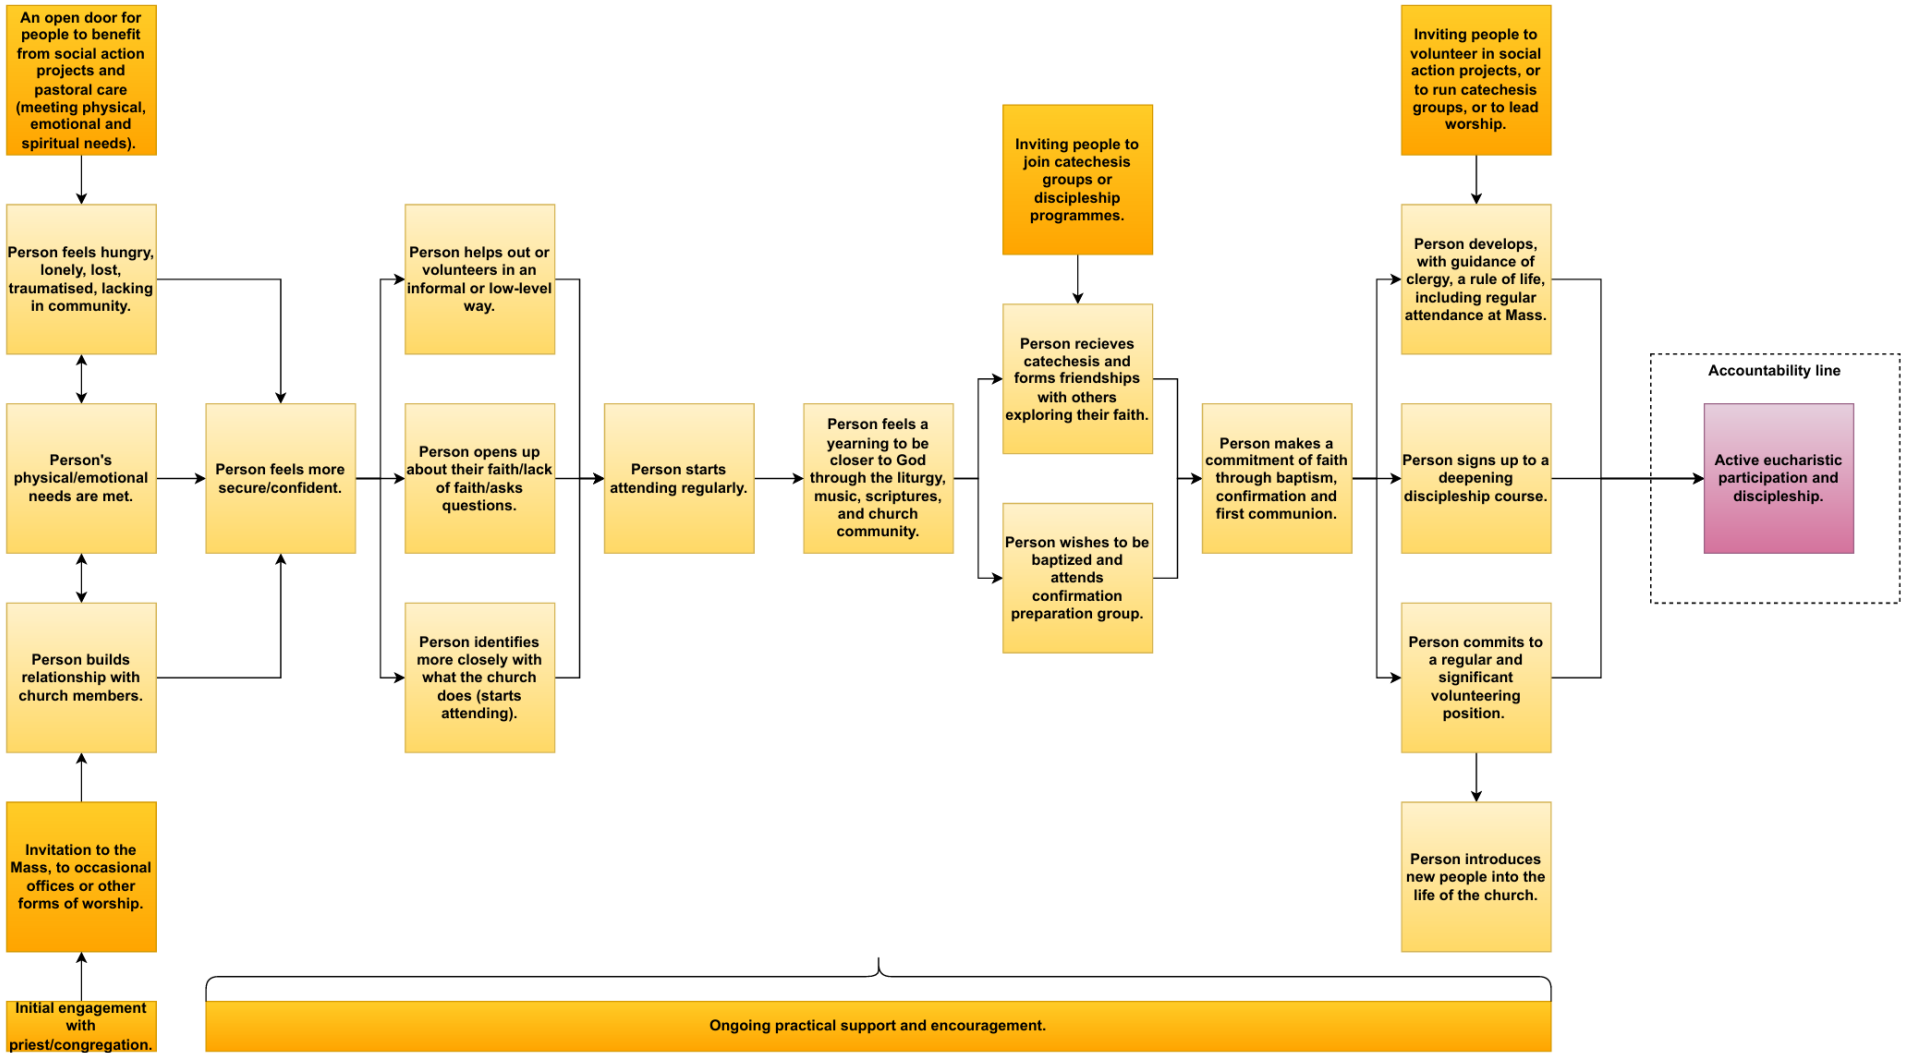 An open door for
people to benefit
from social action
projects and
pastoral care
(meeting physical,
emotional and
spiritual needs).
Person feels hungry,
lonely, lost,
traumatised, lacking
in community.
Person's
physical/emotional
needs are met.
Person builds
relationship with
church members.
Invitation to the
Mass, to occasional
offices or other
forms of worship.
Initial engagement
with
priest/congregation.
Person feels more
secure/confident.
Person helps out or
volunteers in an
informal or low-level
way.
Person opens up
about their faith/lack
of faith/asks
questions.
Person identifies
more closely with
what the church
does (starts
attending).
Person starts
attending regularly.
Person feels a
yearning to be
closer to God
through the liturgy,
music, scriptures,
and church
community.
Inviting people to
join catechesis
groups or
discipleship
programmes.
Person recieves
catechesis and
forms friendships
with others
exploring their faith.
Person wishes to be
baptized and
attends
confirmation
preparation group.
Person makes a
commitment of faith
through baptism,
confirmation and
first communion.
Inviting people to
volunteer in social
action projects, or
to run catechesis
groups, or to lead
worship.
Person develops,
with guidance of
clergy, a rule of life,
including regular
attendance at Mass.
Person signs up to a
deepening
discipleship course.
Person commits to
a regular and
significant
volunteering
position.
Person introduces
new people into the
life of the church.
Accountability line
Active eucharistic
participation and
discipleship.
Ongoing practical support and encouragement.